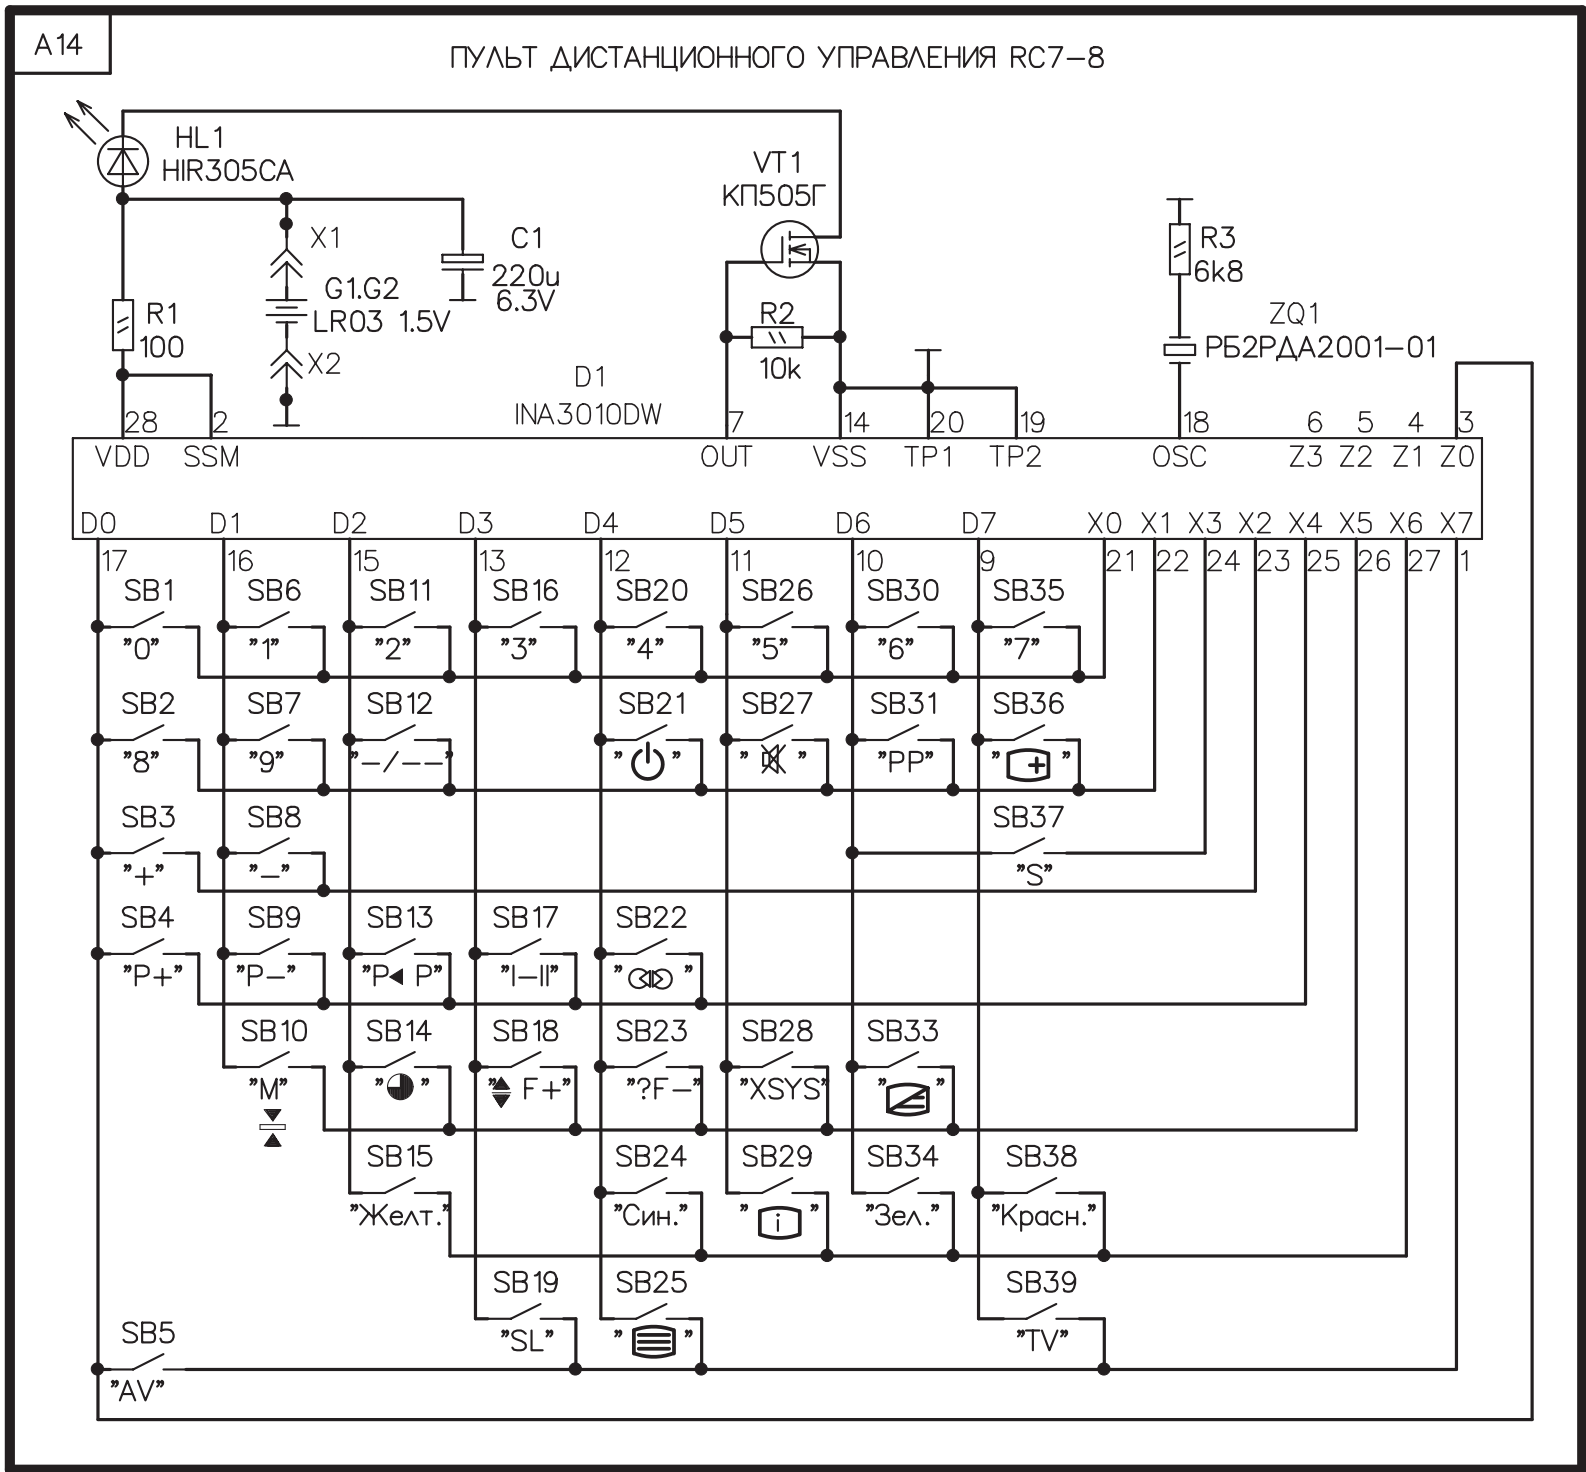 A14
ПУЛЬТ ДИСТАНЦИОННОГО УПРАВЛЕНИЯ RC7-8
HL1
HIR305CA
VT1
КП505Г
X1
C1
220u
6.3V
R3
6k8
G1.G2
LR03 1.5V
R1
100
R2
10k
ZQ1
РБ2РДА2001-01
X2
D1
INA3010DW
28 2 7 14 20 19 18 6 5 4 3
VDD SSM OUT VSS TP1 TP2 OSC Z3 Z2 Z1 Z0
D0 D1 D2 D3 D4 D5 D6 D7 X0 X1 X3 X2 X4 X5 X6 X7
17 16 15 13 12 11 10 9 21 22 24 23 25 26 27 1
SB1 SB6 SB11 SB16 SB20 SB26 SB30 SB35
"0" "1" "2" "3" "4" "5" "6" "7"
SB2 SB7 SB12 SB21 SB27 SB31 SB36
"8" "9" "-/--" " " " " "PP" " "
SB3 SB8 SB37
"+" "-" "S"
SB4 SB9 SB13 SB17 SB22
"P+" "P-" "P◀ P" "I-II" " "
SB10 SB14 SB18 SB23 SB28 SB33
"M" " " " F+" "?F-" "XSYS" " "
SB15 SB24 SB29 SB34 SB38
"Желт." "Син." "i" "Зел." "Красн."
SB19 SB25 SB39
"SL" " " "TV"
SB5
"AV"